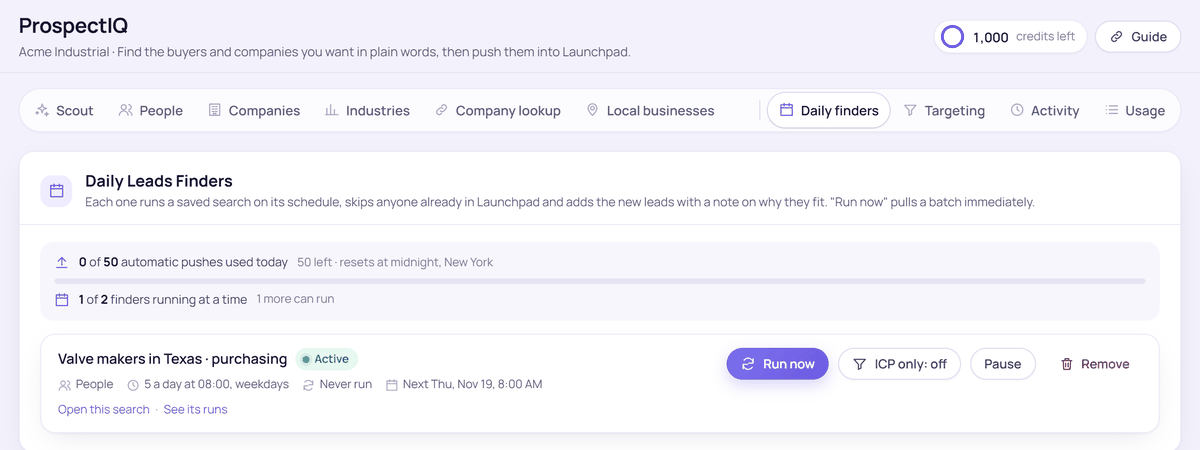 ProspectIQ
Acme Industrial · Find the buyers and companies you want in plain words, then push them into Launchpad.
1,000 credits left
Guide
Scout
People
Companies
Industries
Company lookup
Local businesses
Daily finders
Targeting
Activity
Usage
Daily Leads Finders
Each one runs a saved search on its schedule, skips anyone already in Launchpad and adds the new leads with a note on why they fit. "Run now" pulls a batch immediately.
0 of 50 automatic pushes used today 50 left · resets at midnight, New York
1 of 2 finders running at a time 1 more can run
Valve makers in Texas · purchasing Active
Run now
ICP only: off
Pause
Remove
People 5 a day at 08:00, weekdays Never run Next Thu, Nov 19, 8:00 AM
Open this search · See its runs